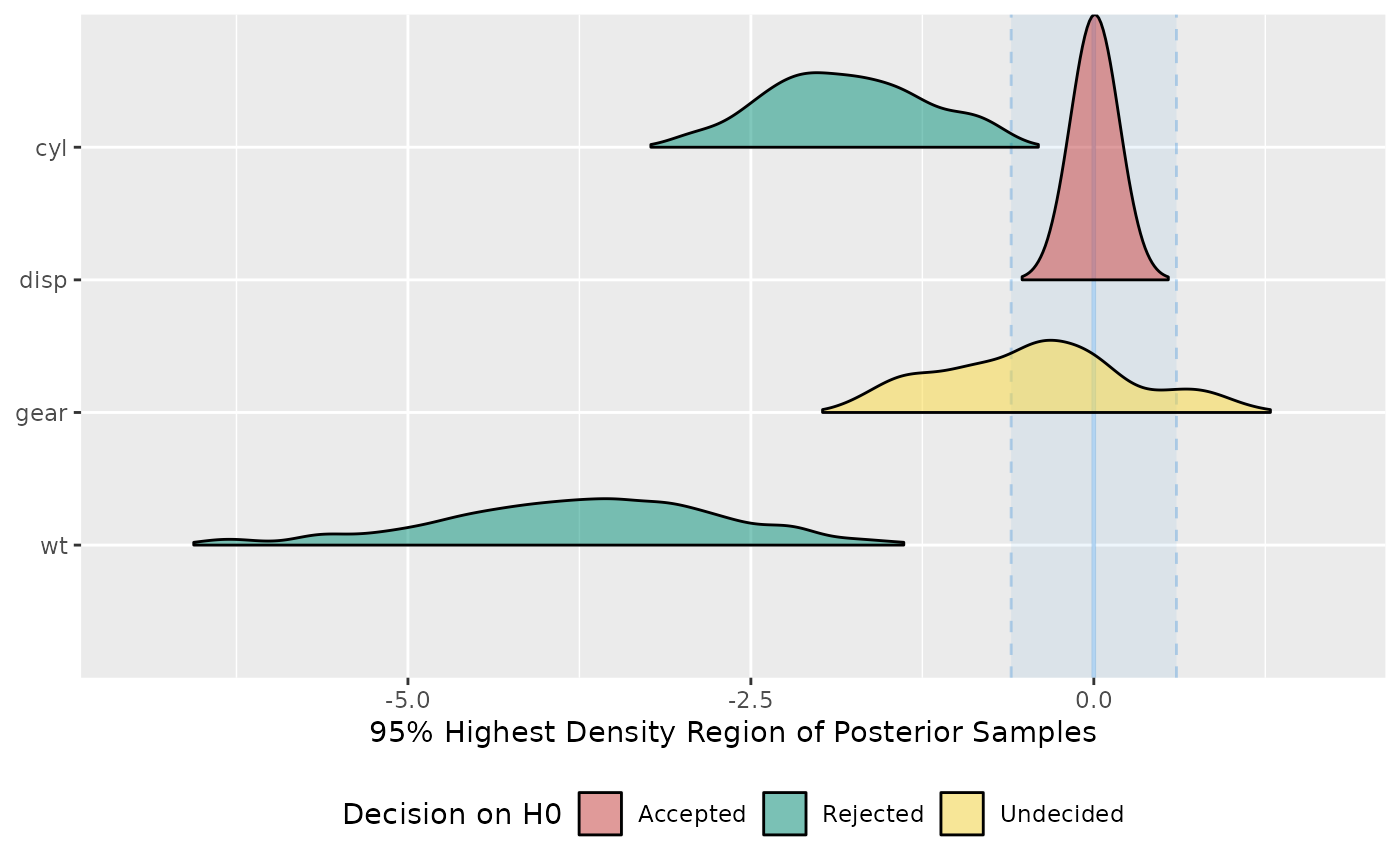 cyl
disp
gear
wt
-5.0 -2.5 0.0
95% Highest Density Region of Posterior Samples
Decision on H0 Accepted Rejected Undecided